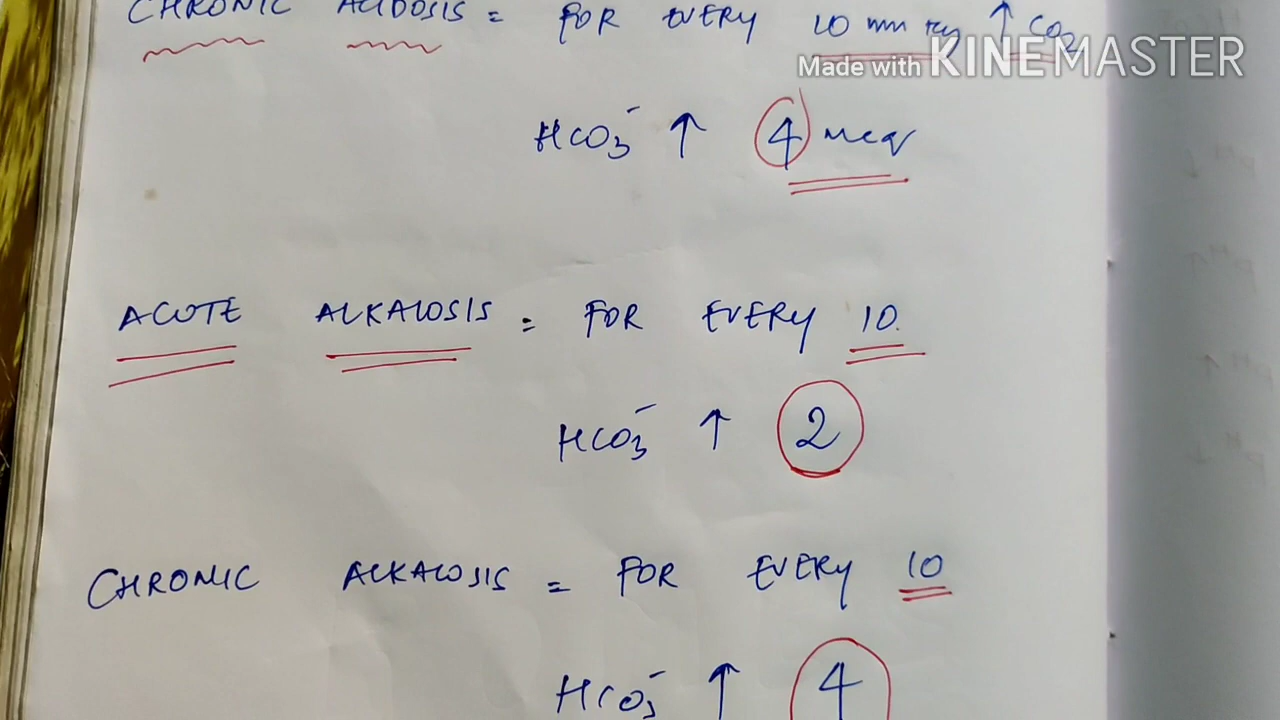 CHRONIC ACIDOSIS = FOR EVERY 10 mm Hg ↑ CO2
Made with KINEMASTER
HCO3⁻ ↑ 4 meq
ACUTE ALKALOSIS = FOR EVERY 10
HCO3⁻ ↑ 2
CHRONIC ALKALOSIS = FOR EVERY 10
HCO3⁻ ↑ 4